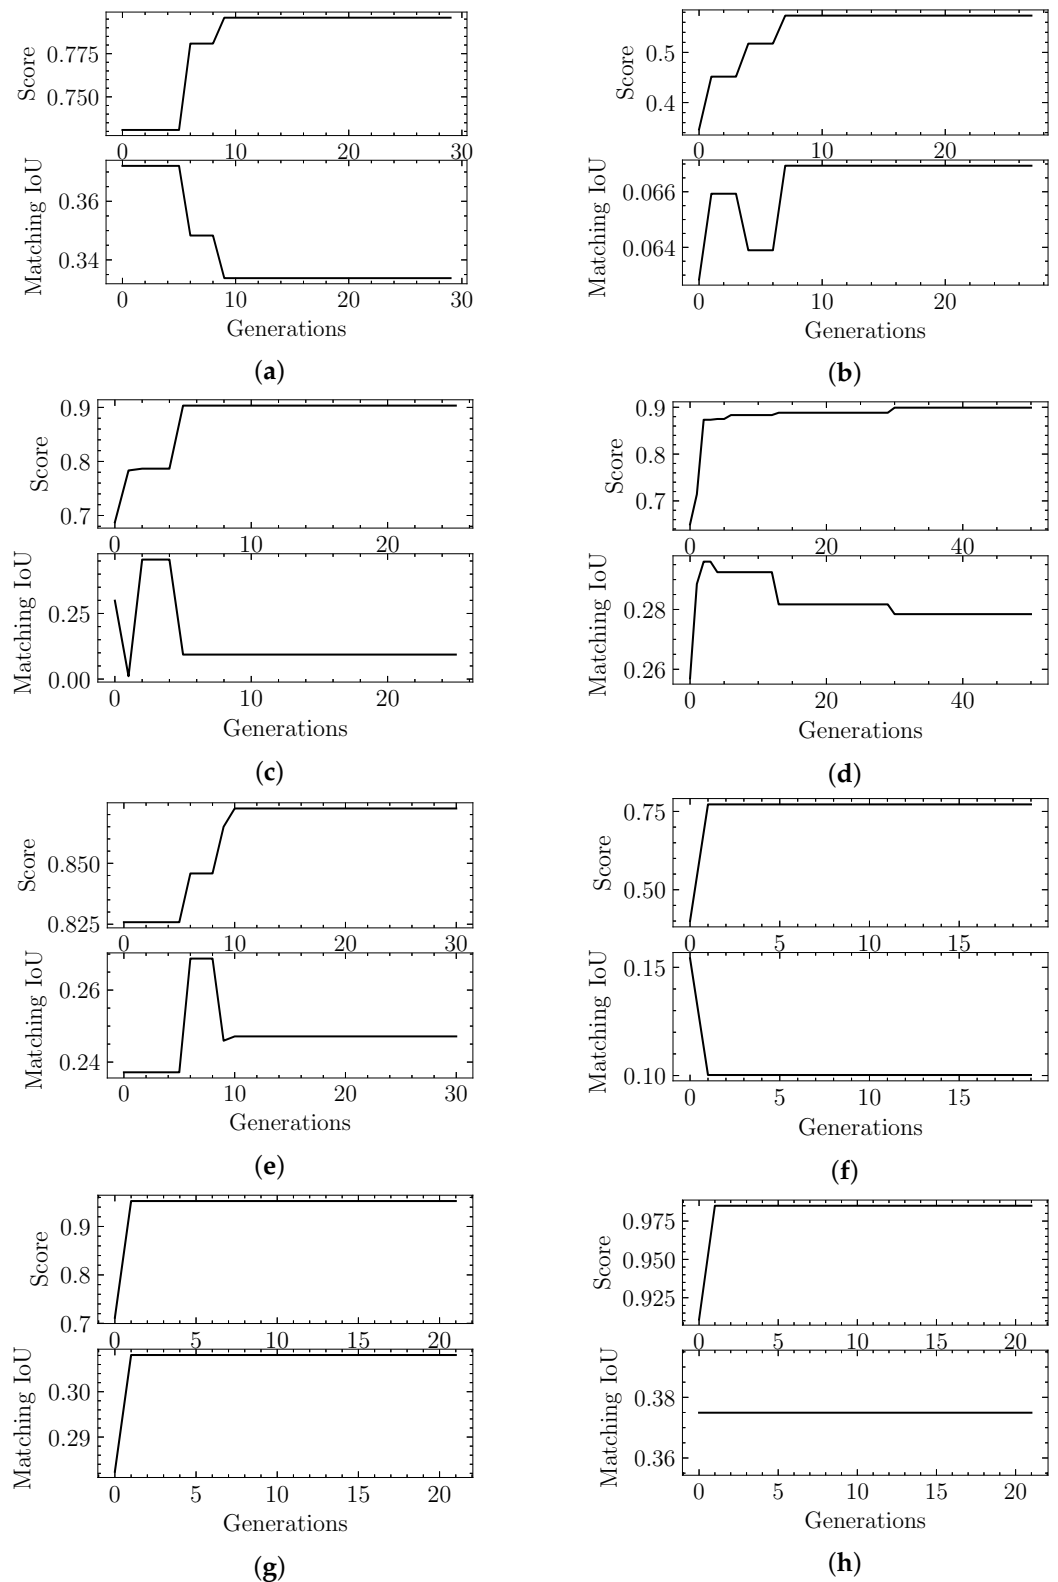 0.775
0.750
Score
0 10 20 30
0.36
0.34
Matching IoU
0 10 20 30
Generations
(a)
0.5
0.4
Score
0.066
0.064
Matching IoU
0 10 20
Generations
(b)
0.9
0.8
0.7
Score
0 10 20
0.25
0.00
Matching IoU
0 10 20
Generations
(c)
0.9
0.8
0.7
Score
0 20 40
0.28
0.26
Matching IoU
0 20 40
Generations
(d)
0.850
0.825
Score
0 10 20 30
0.26
0.24
Matching IoU
0 10 20 30
Generations
(e)
0.75
0.50
Score
0 5 10 15
0.15
0.10
Matching IoU
0 5 10 15
Generations
(f)
0.9
0.8
0.7
Score
0 5 10 15 20
0.30
0.29
Matching IoU
0 5 10 15 20
Generations
(g)
0.975
0.950
0.925
Score
0 5 10 15 20
0.38
0.36
Matching IoU
0 5 10 15 20
Generations
(h)